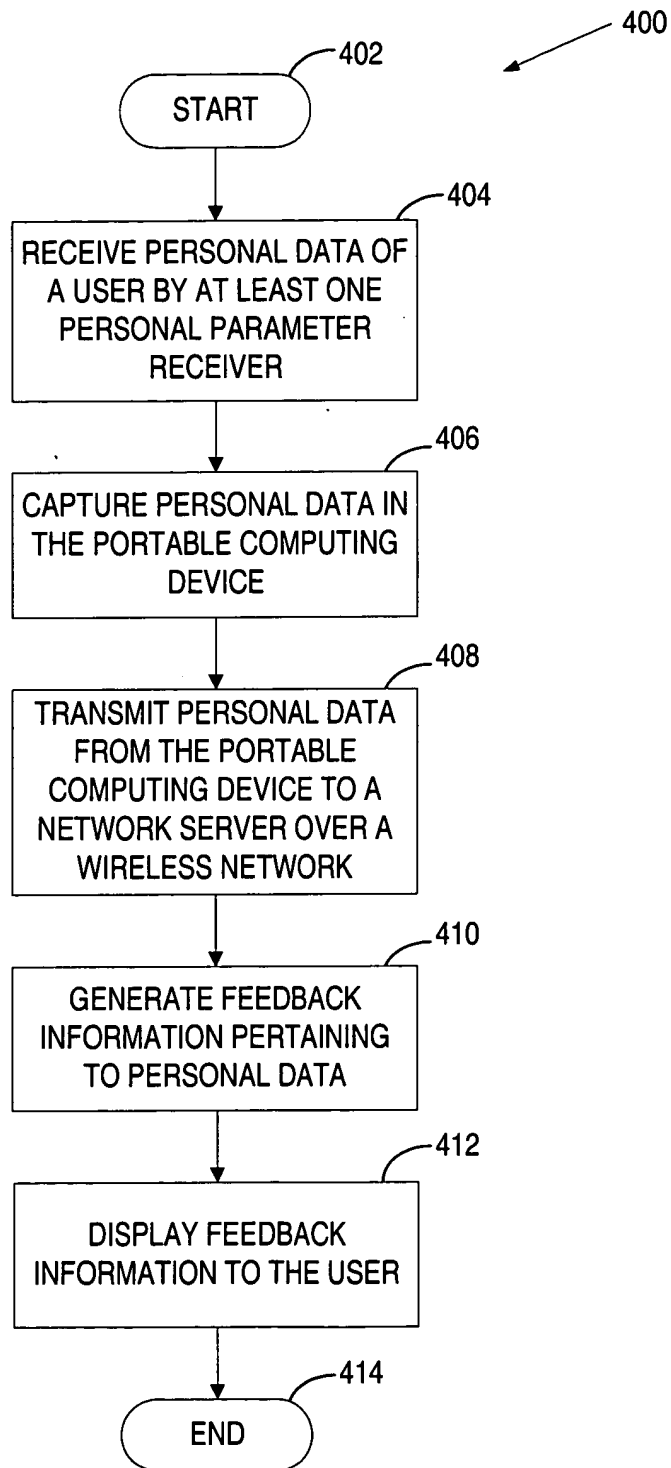 400
402
START
404
RECEIVE PERSONAL DATA OF
A USER BY AT LEAST ONE
PERSONAL PARAMETER
RECEIVER
406
CAPTURE PERSONAL DATA IN
THE PORTABLE COMPUTING
DEVICE
408
TRANSMIT PERSONAL DATA
FROM THE PORTABLE
COMPUTING DEVICE TO A
NETWORK SERVER OVER A
WIRELESS NETWORK
410
GENERATE FEEDBACK
INFORMATION PERTAINING
TO PERSONAL DATA
412
DISPLAY FEEDBACK
INFORMATION TO THE USER
414
END